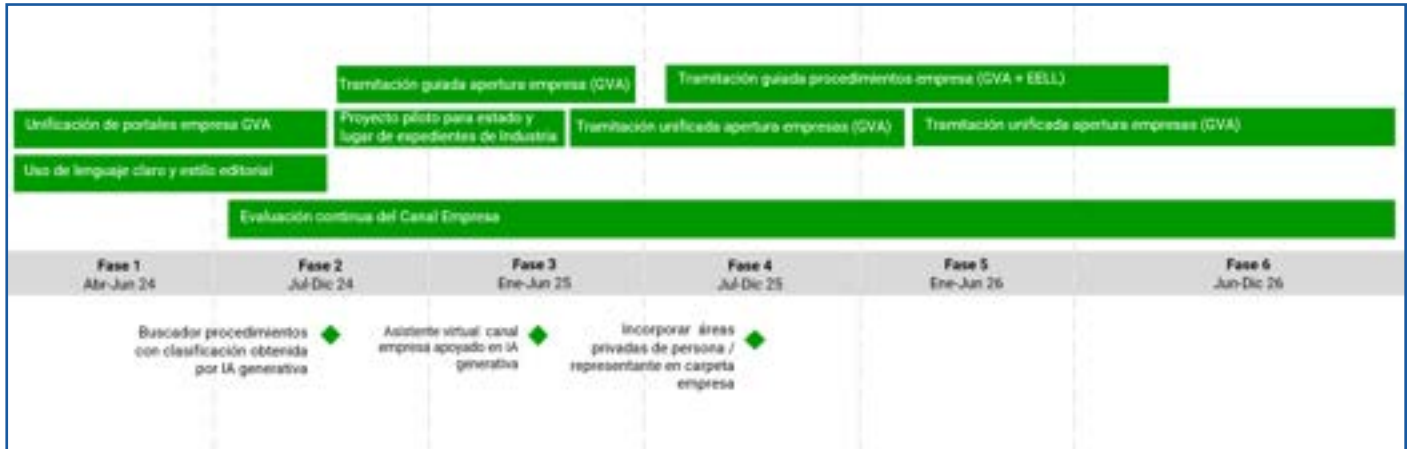 Tramitación guiada apertura empresa (GVA)
Tramitación guiada procedimientos empresa (GVA + EELL)
Unificación de portales empresa GVA
Proyecto piloto para estado y
lugar de expedientes de Industria
Tramitación unificada apertura empresas (GVA)
Tramitación unificada apertura empresas (GVA)
Uso de lenguaje claro y estilo editorial
Evaluación continua del Canal Empresa
Fase 1
Abr-Jun 24
Fase 2
Jul-Dic 24
Fase 3
Ene-Jun 25
Fase 4
Jul-Dic 25
Fase 5
Ene-Jun 26
Fase 6
Jun-Dic 26
Buscador procedimientos
con clasificación obtenida
por IA generativa
Asistente virtual canal
empresa apoyado en IA
generativa
Incorporar áreas
privadas de persona /
representante en carpeta
empresa